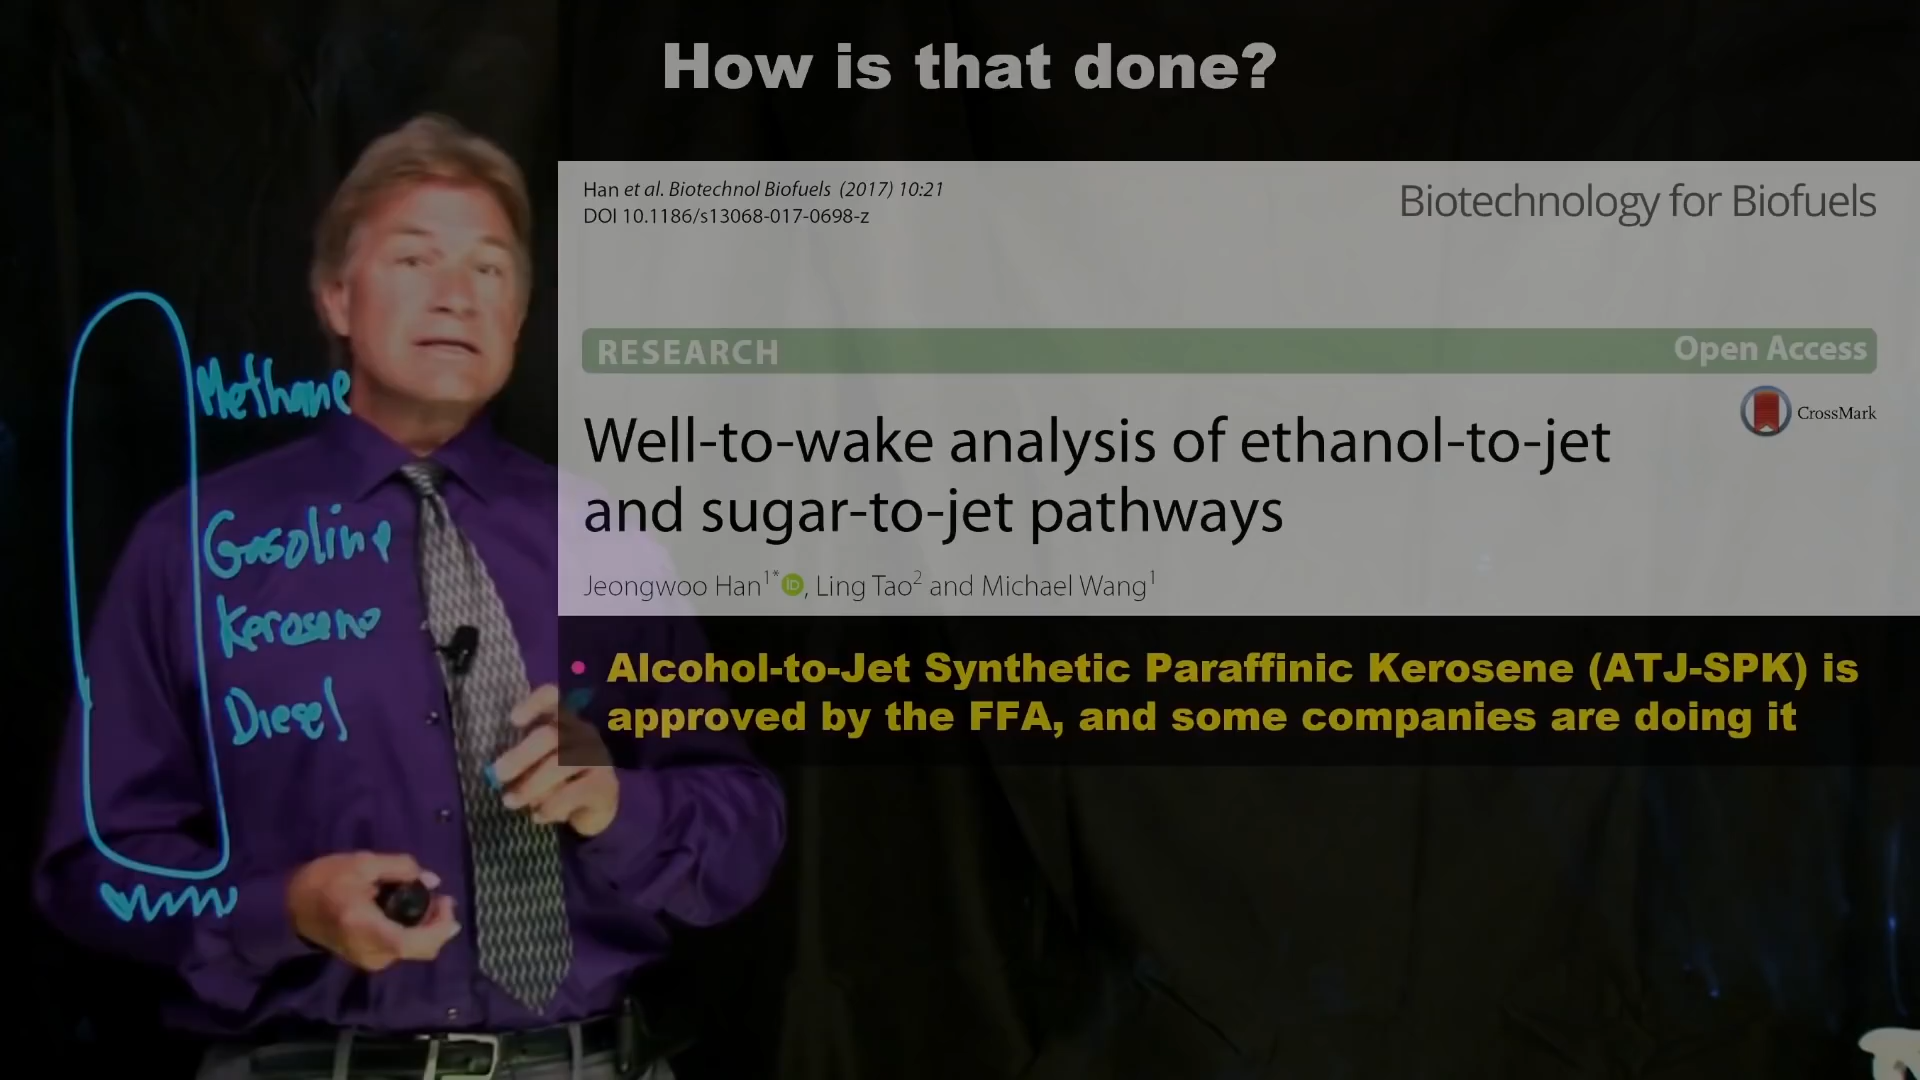 How is that done?
Han et al. Biotechnol Biofuels (2017) 10:21
DOI 10.1186/s13068-017-0698-z
Biotechnology for Biofuels
RESEARCH
Open Access
CrossMark
Well-to-wake analysis of ethanol-to-jet
and sugar-to-jet pathways
Jeongwoo Han1* iD, Ling Tao2 and Michael Wang1
• Alcohol-to-Jet Synthetic Paraffinic Kerosene (ATJ-SPK) is
approved by the FFA, and some companies are doing it
Methane
Gasoline
Kerosene
Diesel